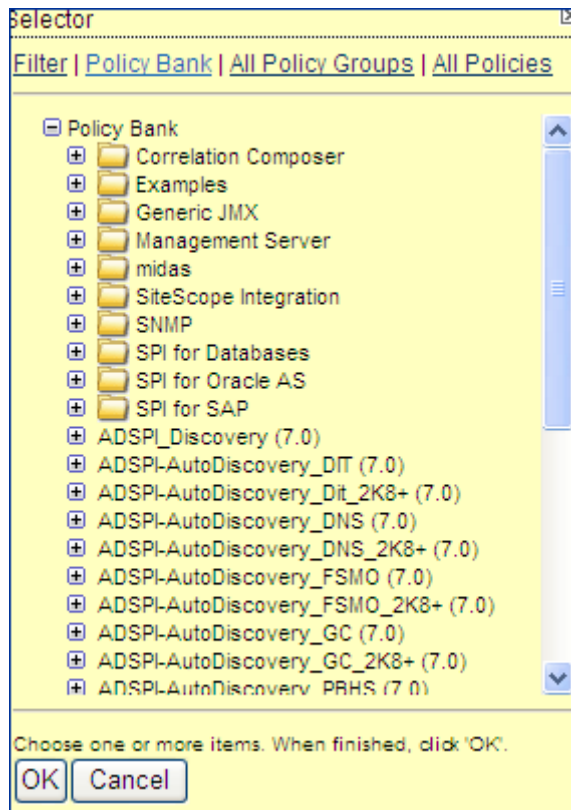 Selector
Filter | Policy Bank | All Policy Groups | All Policies
Policy Bank
Correlation Composer
Examples
Generic JMX
Management Server
midas
SiteScope Integration
SNMP
SPI for Databases
SPI for Oracle AS
SPI for SAP
ADSPI_Discovery (7.0)
ADSPI-AutoDiscovery_DIT (7.0)
ADSPI-AutoDiscovery_Dit_2K8+ (7.0)
ADSPI-AutoDiscovery_DNS (7.0)
ADSPI-AutoDiscovery_DNS_2K8+ (7.0)
ADSPI-AutoDiscovery_FSMO (7.0)
ADSPI-AutoDiscovery_FSMO_2K8+ (7.0)
ADSPI-AutoDiscovery_GC (7.0)
ADSPI-AutoDiscovery_GC_2K8+ (7.0)
ADSPI-AutoDiscovery_PBHS (7.0)
Choose one or more items. When finished, click 'OK'.
OK Cancel